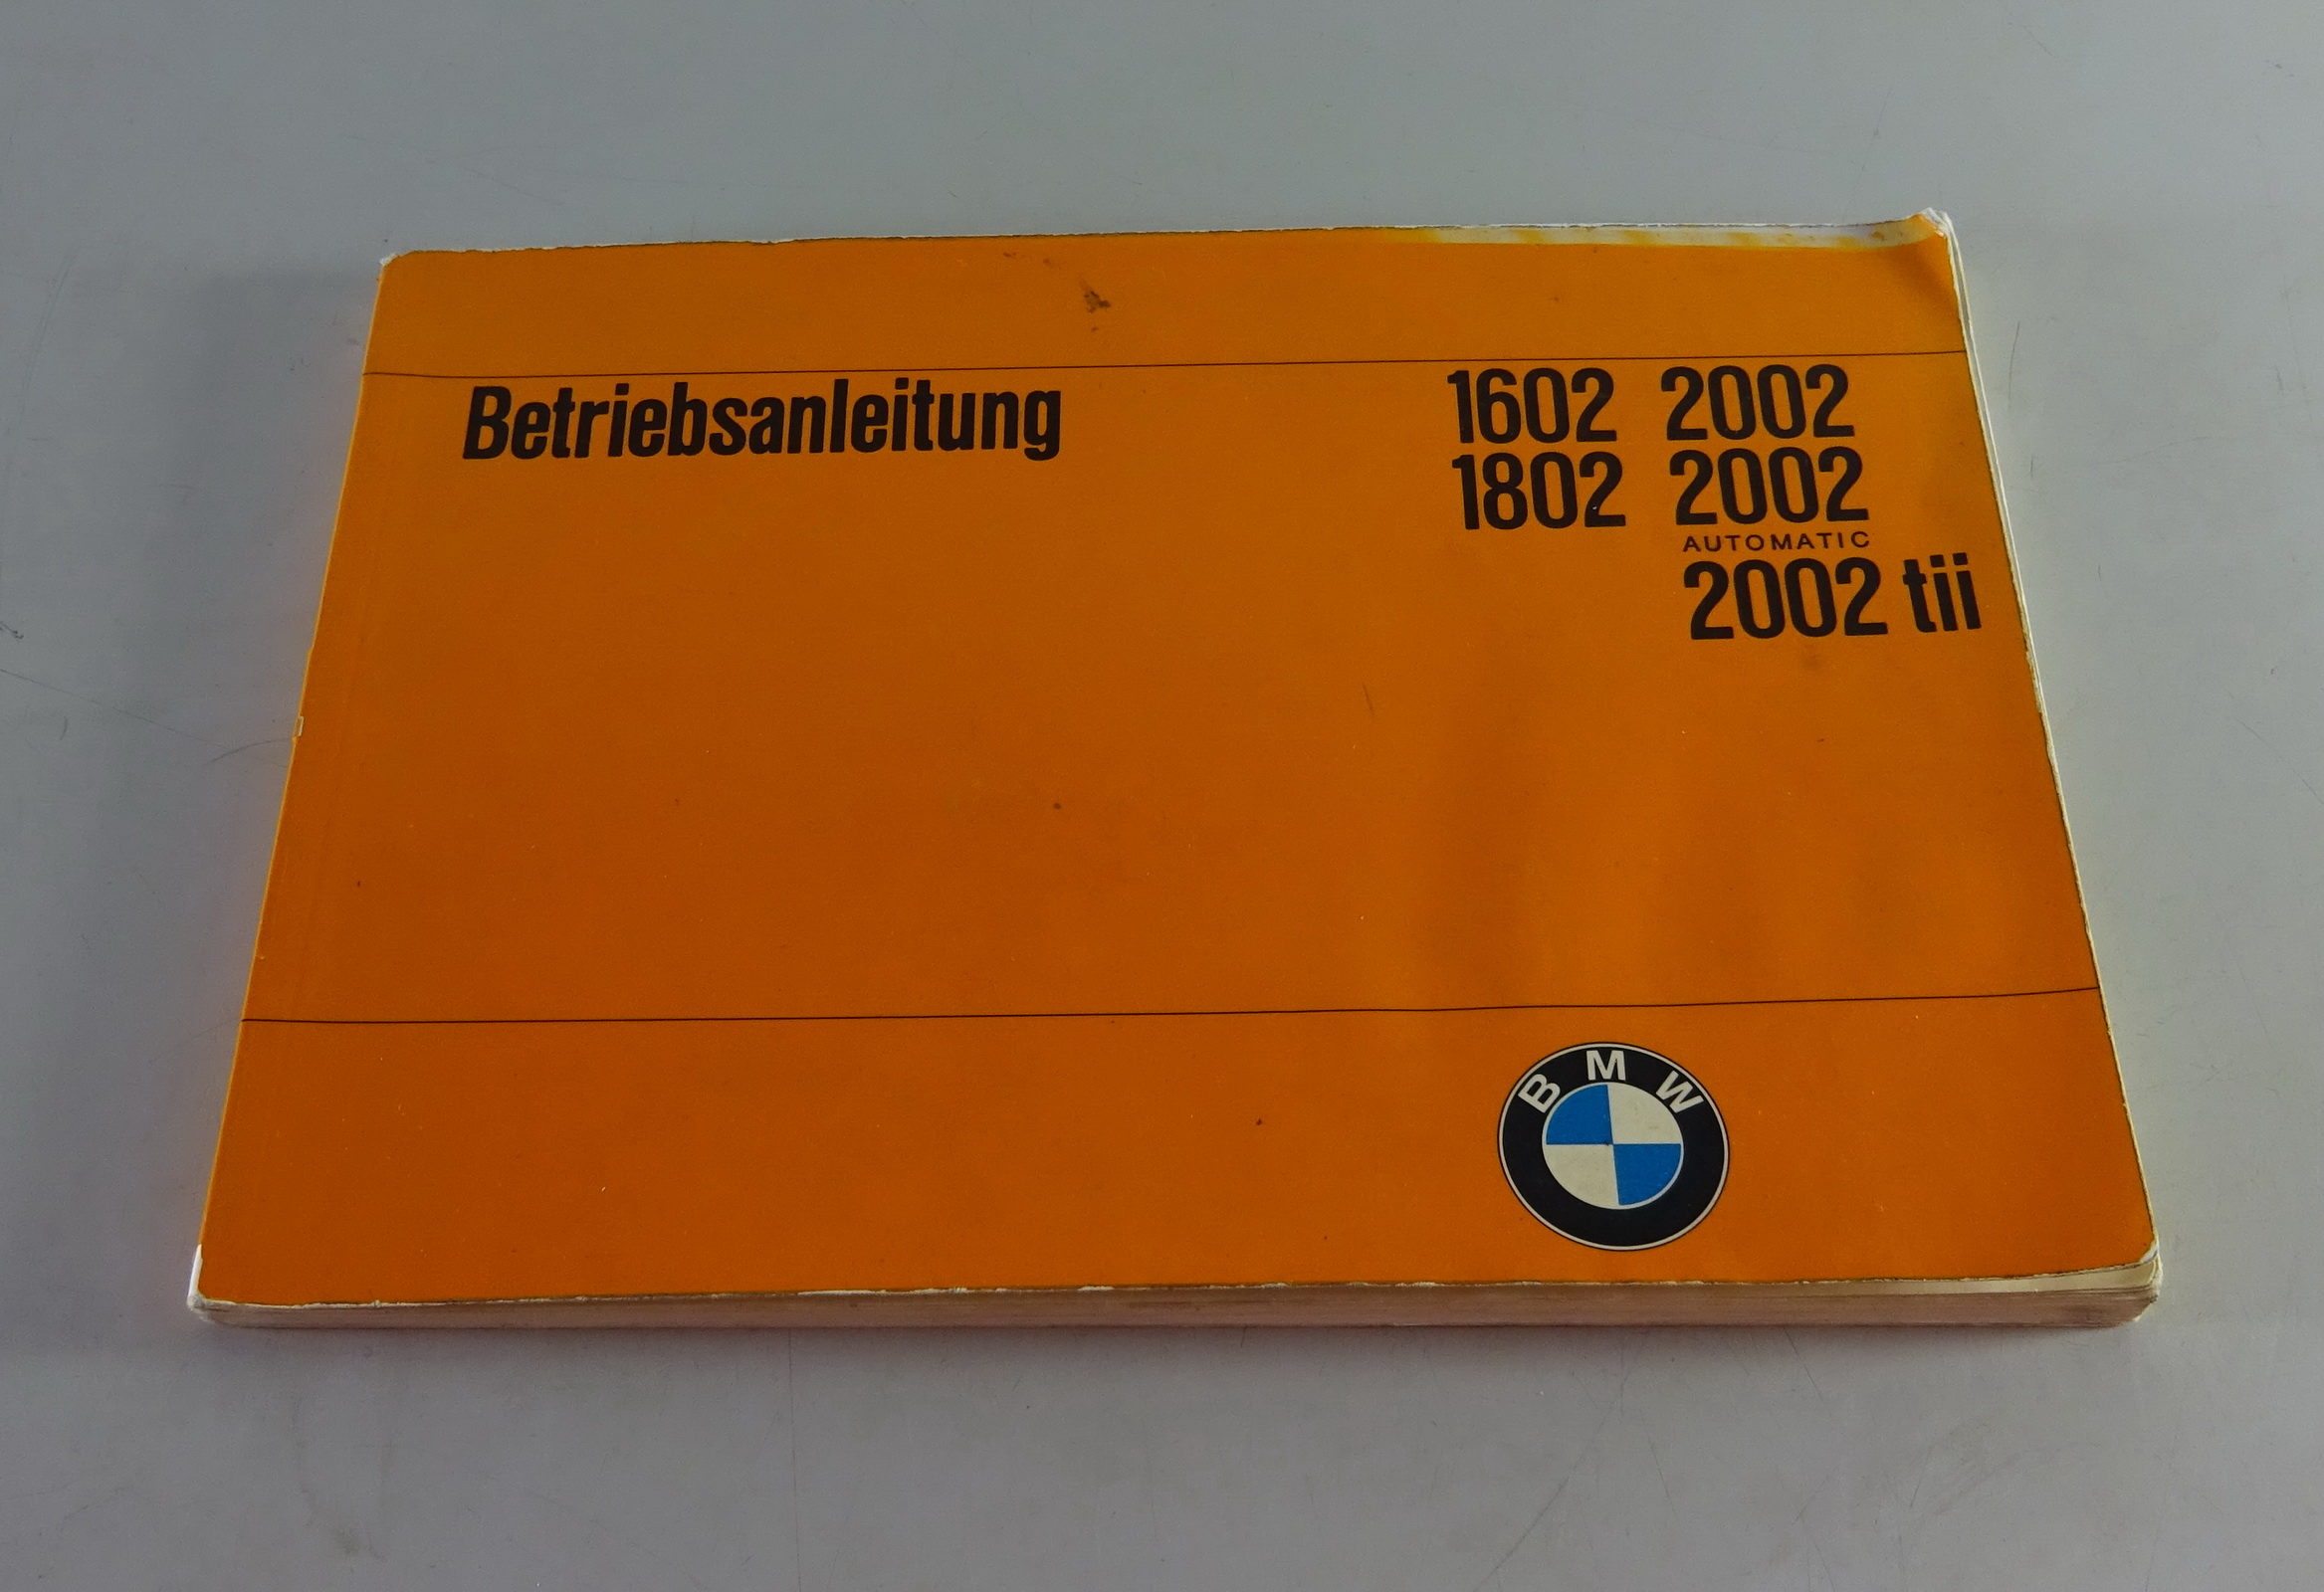 Betriebsanleitung
1602 2002
1802 2002
AUTOMATIC
2002 tii
BMW